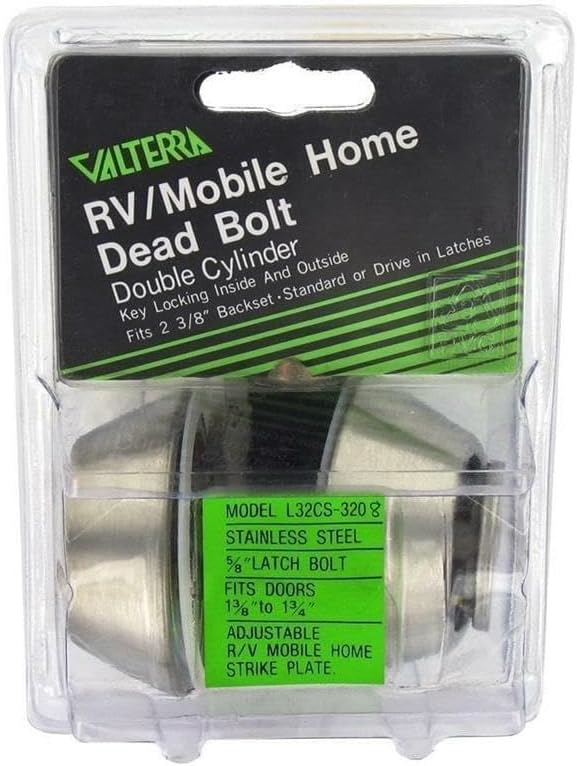 VALTERRA
RV/Mobile Home
Dead Bolt
Double Cylinder
Key Locking Inside And Outside
Fits 2 3/8" Backset·Standard or Drive in Latches
MODEL L32CS-3208
STAINLESS STEEL
5/8" LATCH BOLT
FITS DOORS
1 3/8" to 1 3/4"
ADJUSTABLE
R/V MOBILE HOME
STRIKE PLATE.